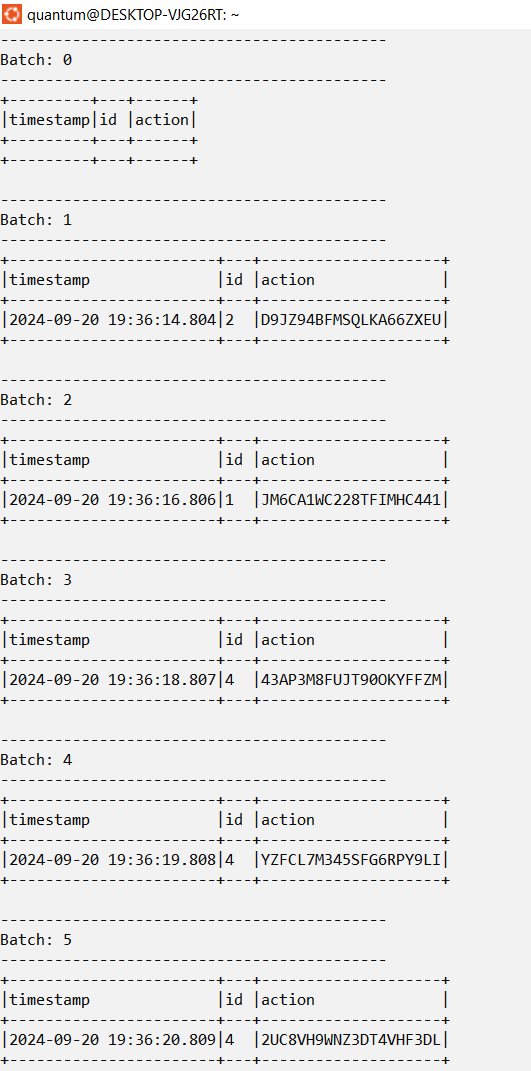 quantum@DESKTOP-VJG26RT: ~
-------------------------------------------
Batch: 0
-------------------------------------------
+---------+---+------+
|timestamp|id |action|
+---------+---+------+
+---------+---+------+
-------------------------------------------
Batch: 1
-------------------------------------------
+-----------------------+---+--------------------+
|timestamp              |id |action              |
+-----------------------+---+--------------------+
|2024-09-20 19:36:14.804|2  |D9JZ94BFMSQLKA66ZXEU|
+-----------------------+---+--------------------+
-------------------------------------------
Batch: 2
-------------------------------------------
+-----------------------+---+--------------------+
|timestamp              |id |action              |
+-----------------------+---+--------------------+
|2024-09-20 19:36:16.806|1  |JM6CA1WC228TFIMHC441|
+-----------------------+---+--------------------+
-------------------------------------------
Batch: 3
-------------------------------------------
+-----------------------+---+--------------------+
|timestamp              |id |action              |
+-----------------------+---+--------------------+
|2024-09-20 19:36:18.807|4  |43AP3M8FUJT90OKYFFZM|
+-----------------------+---+--------------------+
-------------------------------------------
Batch: 4
-------------------------------------------
+-----------------------+---+--------------------+
|timestamp              |id |action              |
+-----------------------+---+--------------------+
|2024-09-20 19:36:19.808|4  |YZFCL7M345SFG6RPY9LI|
+-----------------------+---+--------------------+
-------------------------------------------
Batch: 5
-------------------------------------------
+-----------------------+---+--------------------+
|timestamp              |id |action              |
+-----------------------+---+--------------------+
|2024-09-20 19:36:20.809|4  |2UC8VH9WNZ3DT4VHF3DL|
+-----------------------+---+--------------------+